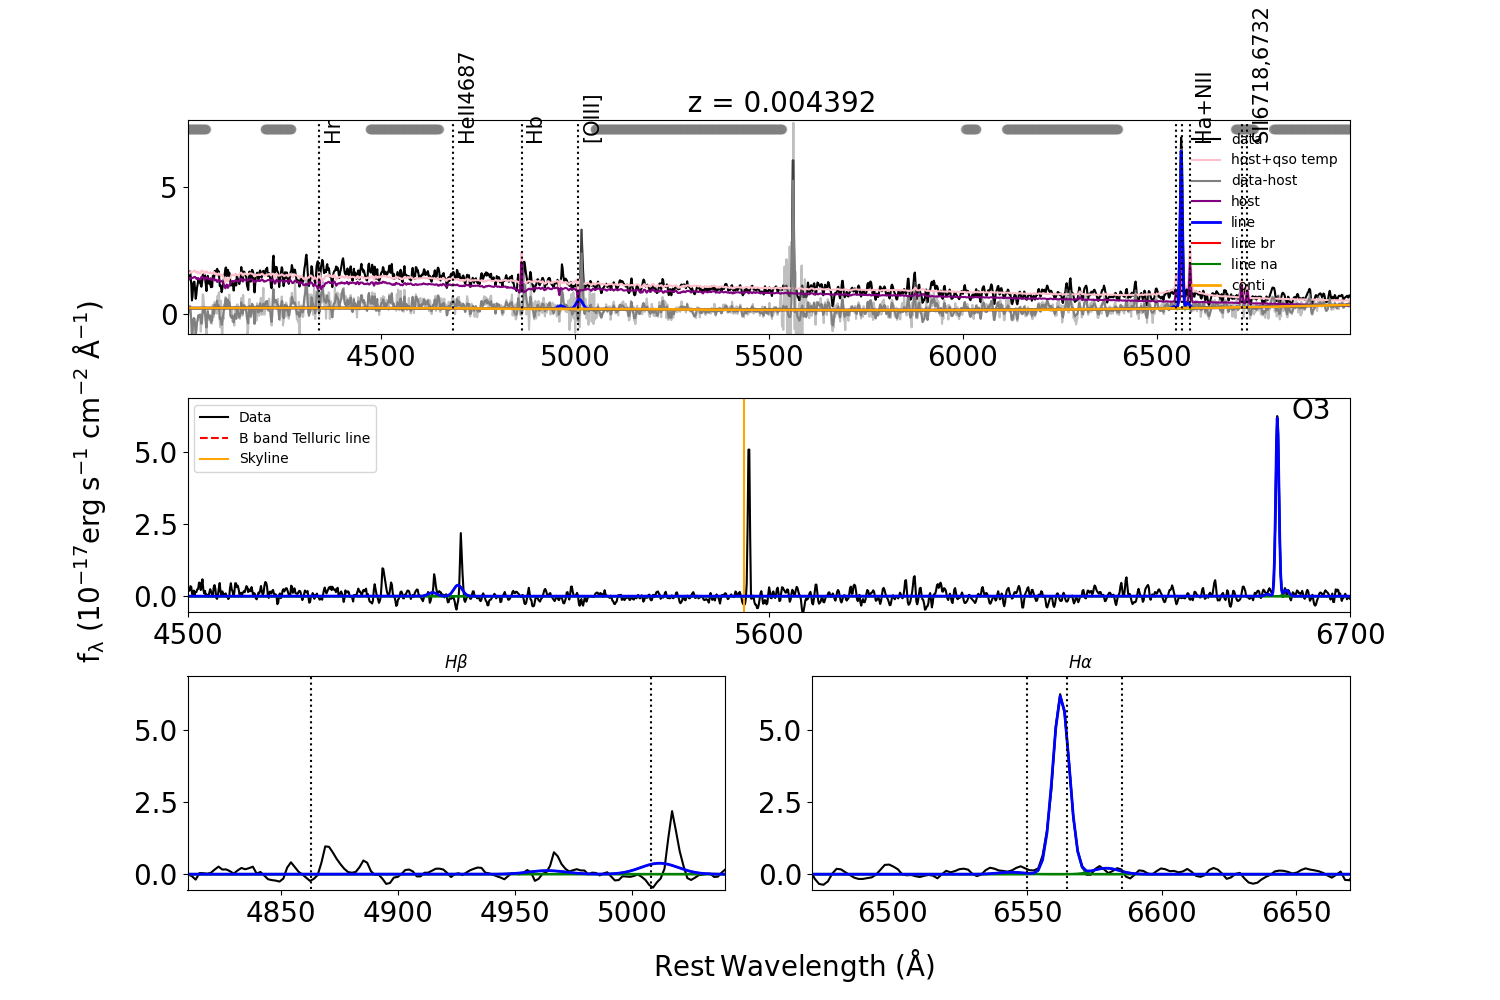 z = 0.004392
Hr
HeII4687
Hb
[OIII]
Ha+NII
SII6718,6732
data
host+qso temp
data-host
host
line
line br
line na
conti
5
0
4500
5000
5500
6000
6500
f_λ (10⁻¹⁷erg s⁻¹ cm⁻² Å⁻¹)
Data
B band Telluric line
Skyline
O3
5.0
2.5
0.0
4500
5600
6700
Hβ
5.0
2.5
0.0
4850
4900
4950
5000
Hα
5.0
2.5
0.0
6500
6550
6600
6650
Rest Wavelength (Å)